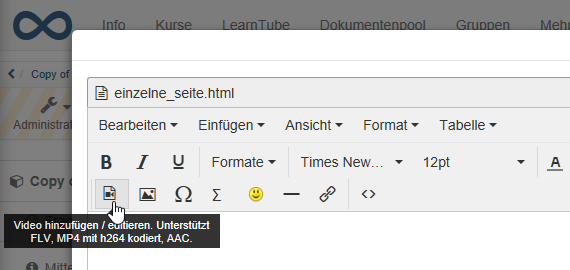 Info Kurse LearnTube Dokumentenpool Gruppen Me
Copy of
Administrat
einzelne_seite.html
Bearbeiten Einfügen Ansicht Format Tabelle
B I U Formate Times New... 12pt A
Copy o
Ω Σ <>
Video hinzufügen / editieren. Unterstützt
FLV, MP4 mit h264 kodiert, AAC.
Mitte